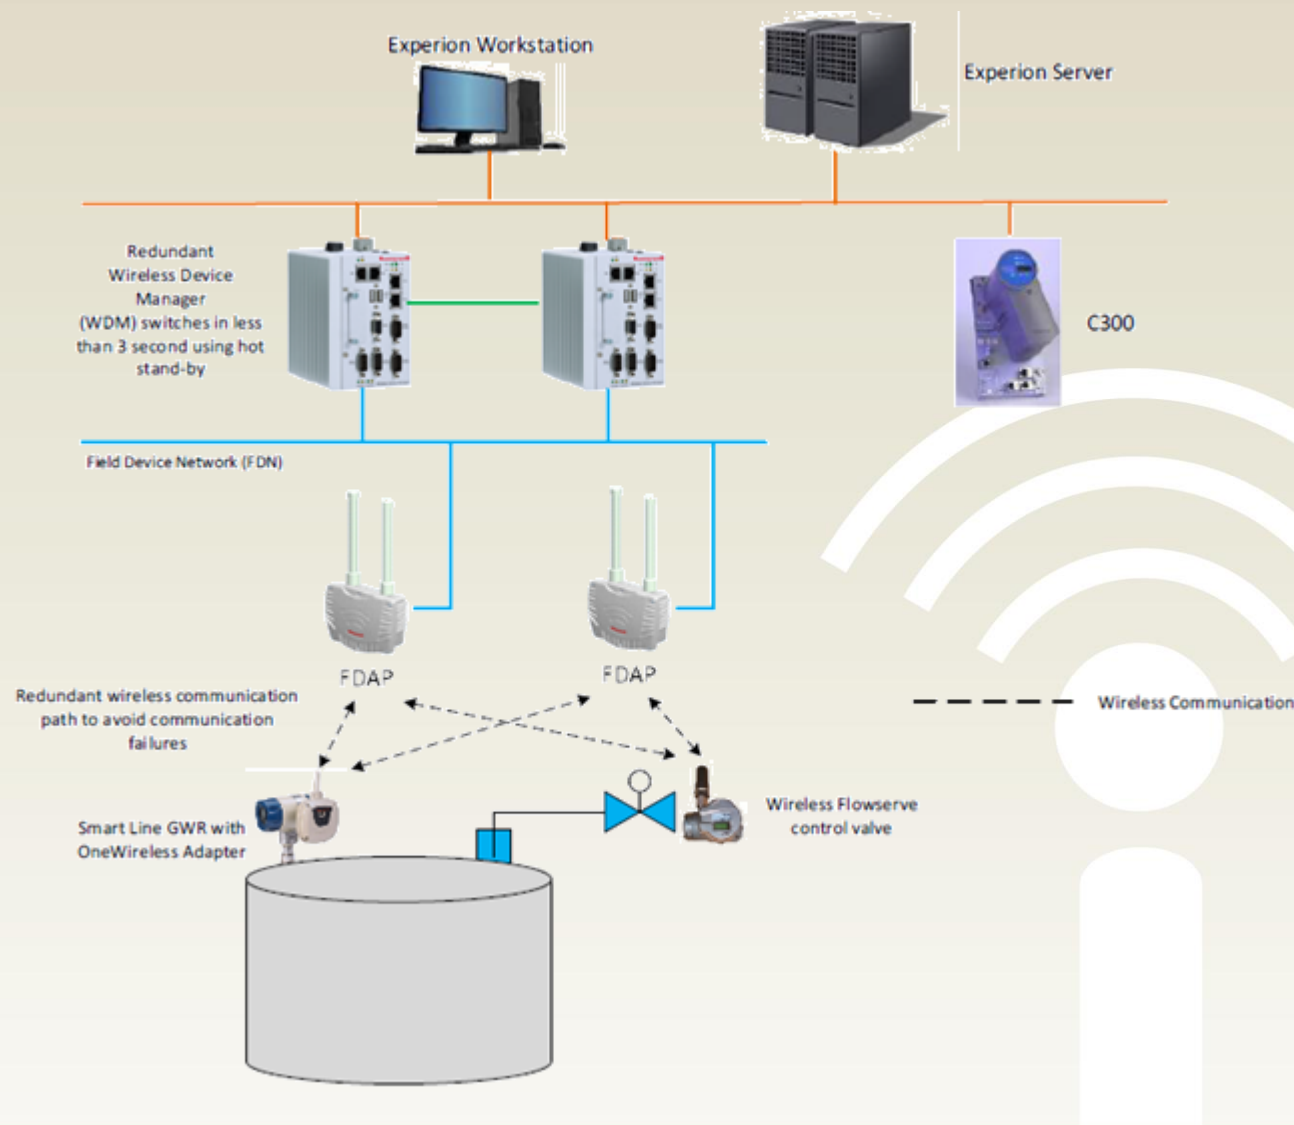 Experion Workstation
Experion Server
Redundant
Wireless Device
Manager
(WDM) switches in less
than 3 second using hot
stand-by
C300
Field Device Network (FDN)
FDAP
FDAP
Redundant wireless communication
path to avoid communication
failures
Wireless Communication
Smart Line GWR with
OneWireless Adapter
Wireless Flowserve
control valve